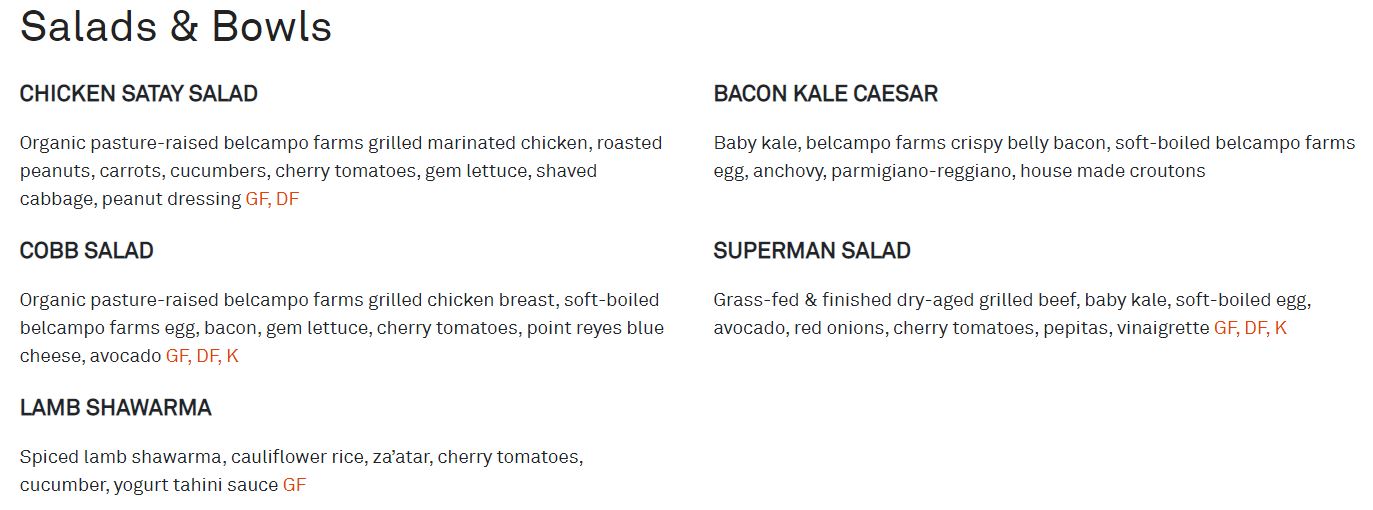 Salads & Bowls
CHICKEN SATAY SALAD
Organic pasture-raised belcampo farms grilled marinated chicken, roasted
peanuts, carrots, cucumbers, cherry tomatoes, gem lettuce, shaved
cabbage, peanut dressing GF, DF
BACON KALE CAESAR
Baby kale, belcampo farms crispy belly bacon, soft-boiled belcampo farms
egg, anchovy, parmigiano-reggiano, house made croutons
COBB SALAD
Organic pasture-raised belcampo farms grilled chicken breast, soft-boiled
belcampo farms egg, bacon, gem lettuce, cherry tomatoes, point reyes blue
cheese, avocado GF, DF, K
SUPERMAN SALAD
Grass-fed & finished dry-aged grilled beef, baby kale, soft-boiled egg,
avocado, red onions, cherry tomatoes, pepitas, vinaigrette GF, DF, K
LAMB SHAWARMA
Spiced lamb shawarma, cauliflower rice, za’atar, cherry tomatoes,
cucumber, yogurt tahini sauce GF